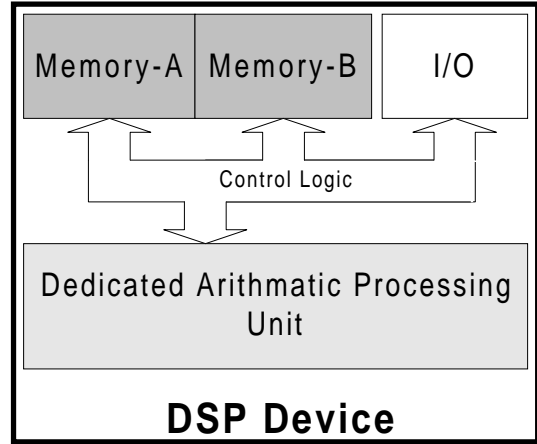 Memory-A Memory-B I/O
Control Logic
Dedicated Arithmatic Processing
Unit
DSP Device